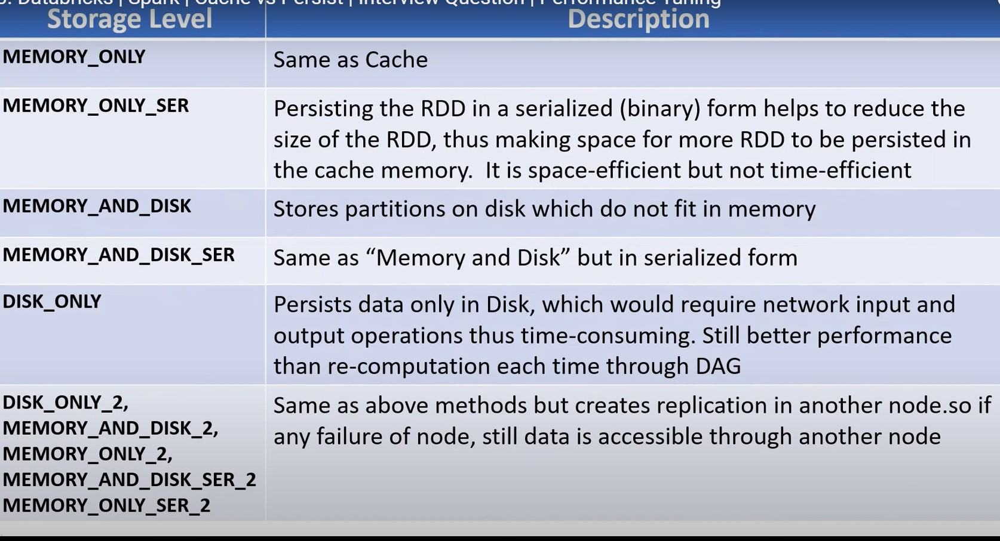 Databricks | Spark | Cache vs Persist | Interview Question | Performance Tuning
Storage Level
Description
MEMORY_ONLY
Same as Cache
MEMORY_ONLY_SER
Persisting the RDD in a serialized (binary) form helps to reduce the
size of the RDD, thus making space for more RDD to be persisted in
the cache memory.  It is space-efficient but not time-efficient
MEMORY_AND_DISK
Stores partitions on disk which do not fit in memory
MEMORY_AND_DISK_SER
Same as “Memory and Disk” but in serialized form
DISK_ONLY
Persists data only in Disk, which would require network input and
output operations thus time-consuming. Still better performance
than re-computation each time through DAG
DISK_ONLY_2,
MEMORY_AND_DISK_2,
MEMORY_ONLY_2,
MEMORY_AND_DISK_SER_2
MEMORY_ONLY_SER_2
Same as above methods but creates replication in another node.so if
any failure of node, still data is accessible through another node